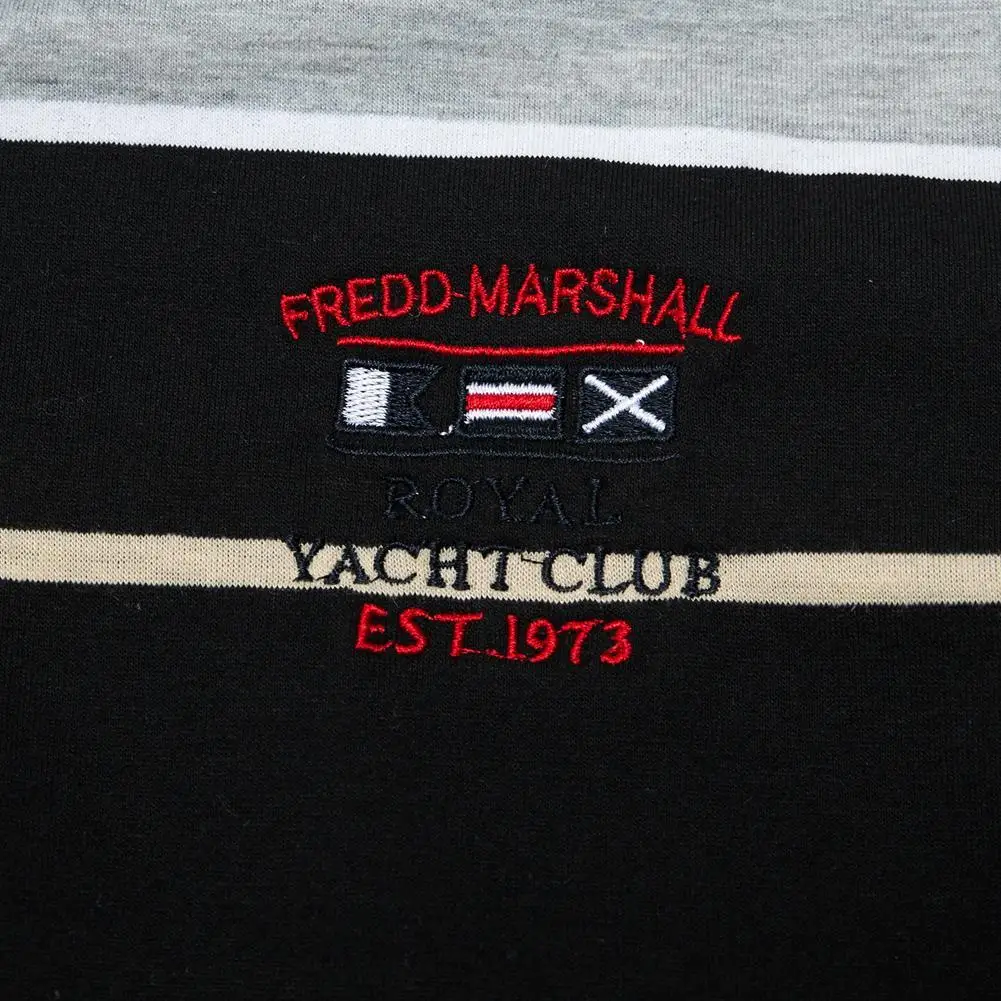 FREDD-MARSHALL
ROYAL
YACHT-CLUB
EST.1973